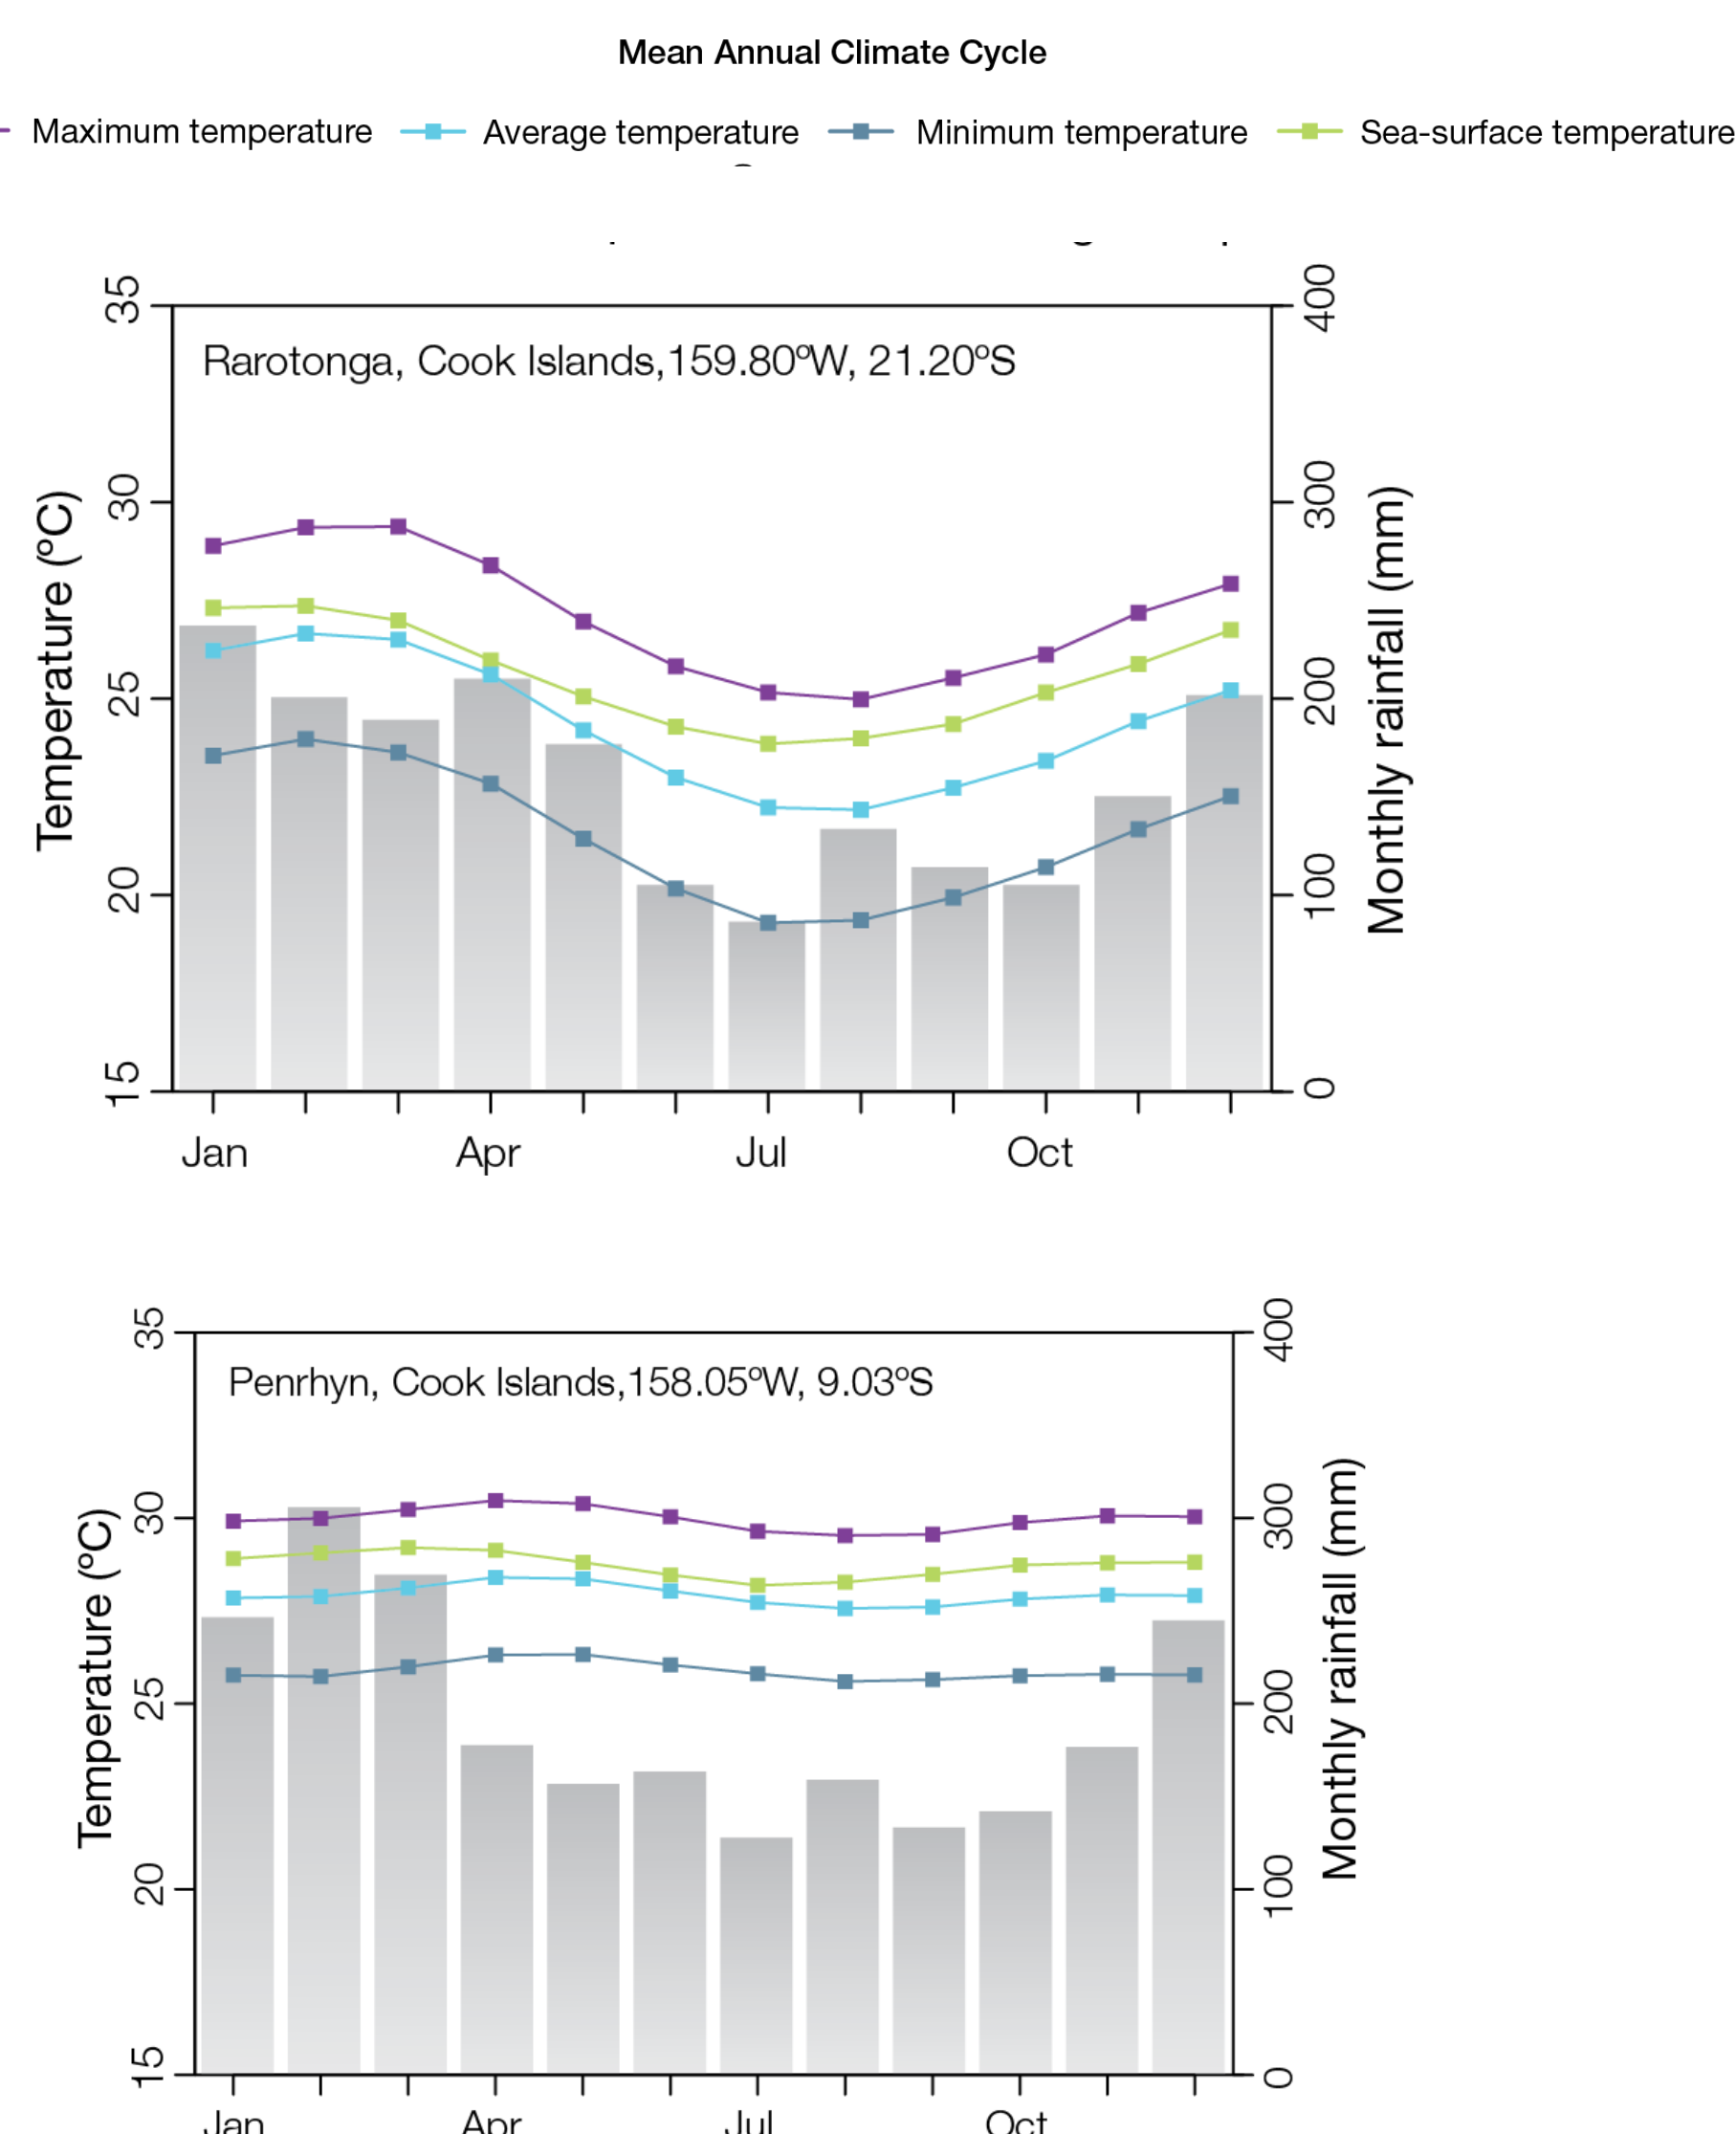 Mean Annual Climate Cycle
Maximum temperature Average temperature Minimum temperature Sea-surface temperature
Rarotonga, Cook Islands,159.80ºW, 21.20ºS
Temperature (ºC)
35
30
25
20
15
Monthly rainfall (mm)
400
300
200
100
0
Jan Apr Jul Oct
Penrhyn, Cook Islands,158.05ºW, 9.03ºS
Temperature (ºC)
35
30
25
20
15
Monthly rainfall (mm)
400
300
200
100
0
Jan Apr Jul Oct